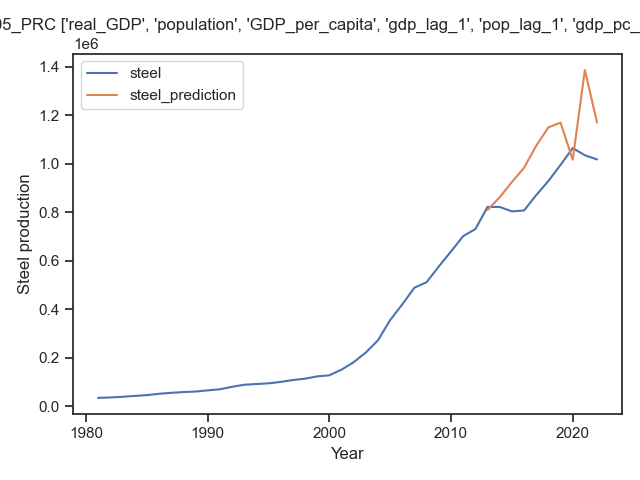 05_PRC ['real_GDP', 'population', 'GDP_per_capita', 'gdp_lag_1', 'pop_lag_1', 'gdp_pc_
1e6
1.4
1.2
1.0
0.8
0.6
0.4
0.2
0.0
steel
steel_prediction
Steel production
1980
1990
2000
2010
2020
Year